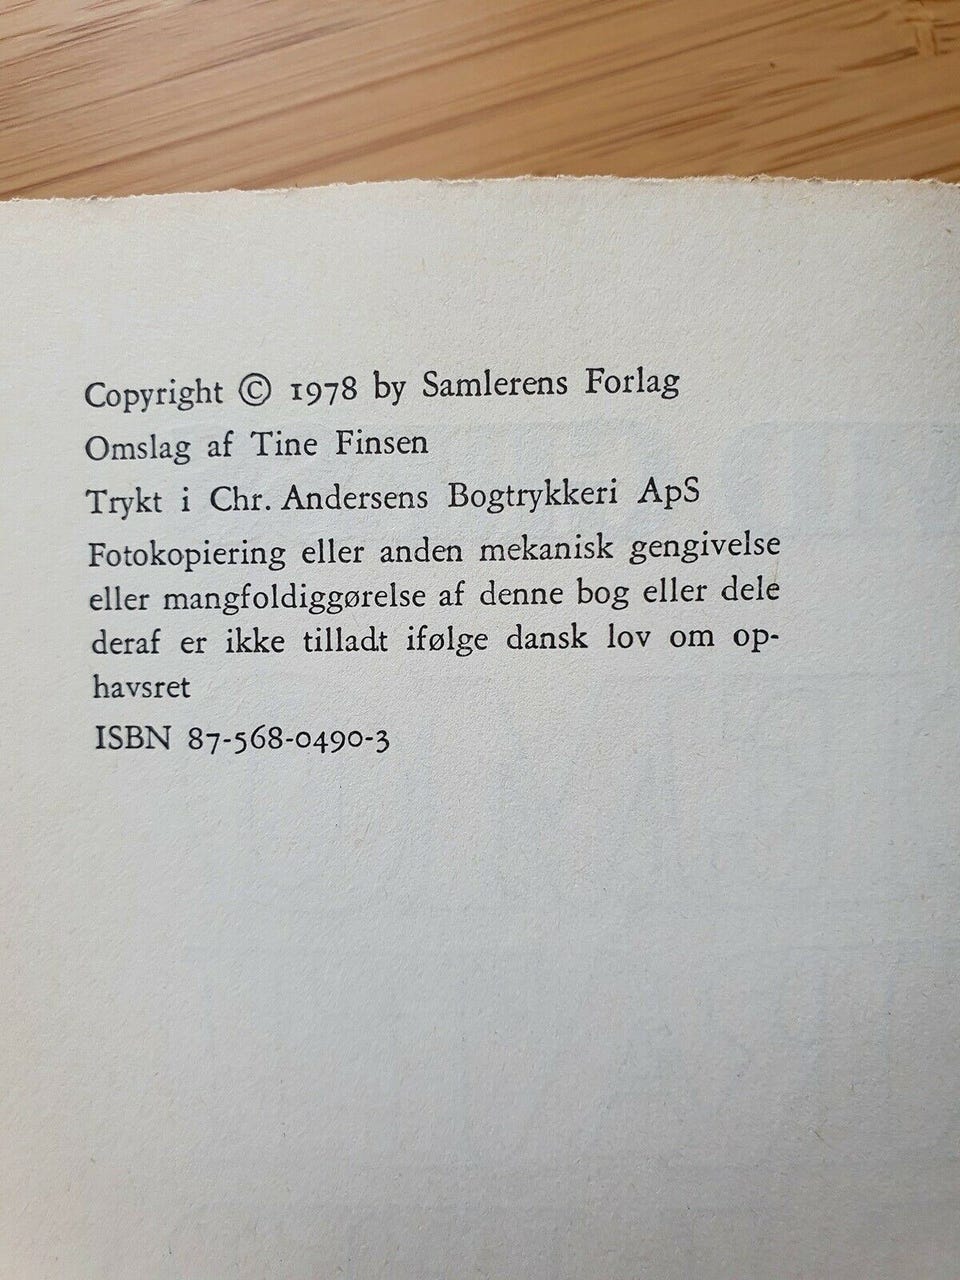 Copyright © 1978 by Samlerens Forlag
Omslag af Tine Finsen
Trykt i Chr. Andersens Bogtrykkeri ApS
Fotokopiering eller anden mekanisk gengivelse
eller mangfoldiggørelse af denne bog eller dele
deraf er ikke tilladt ifølge dansk lov om op-
havsret
ISBN 87-568-0490-3